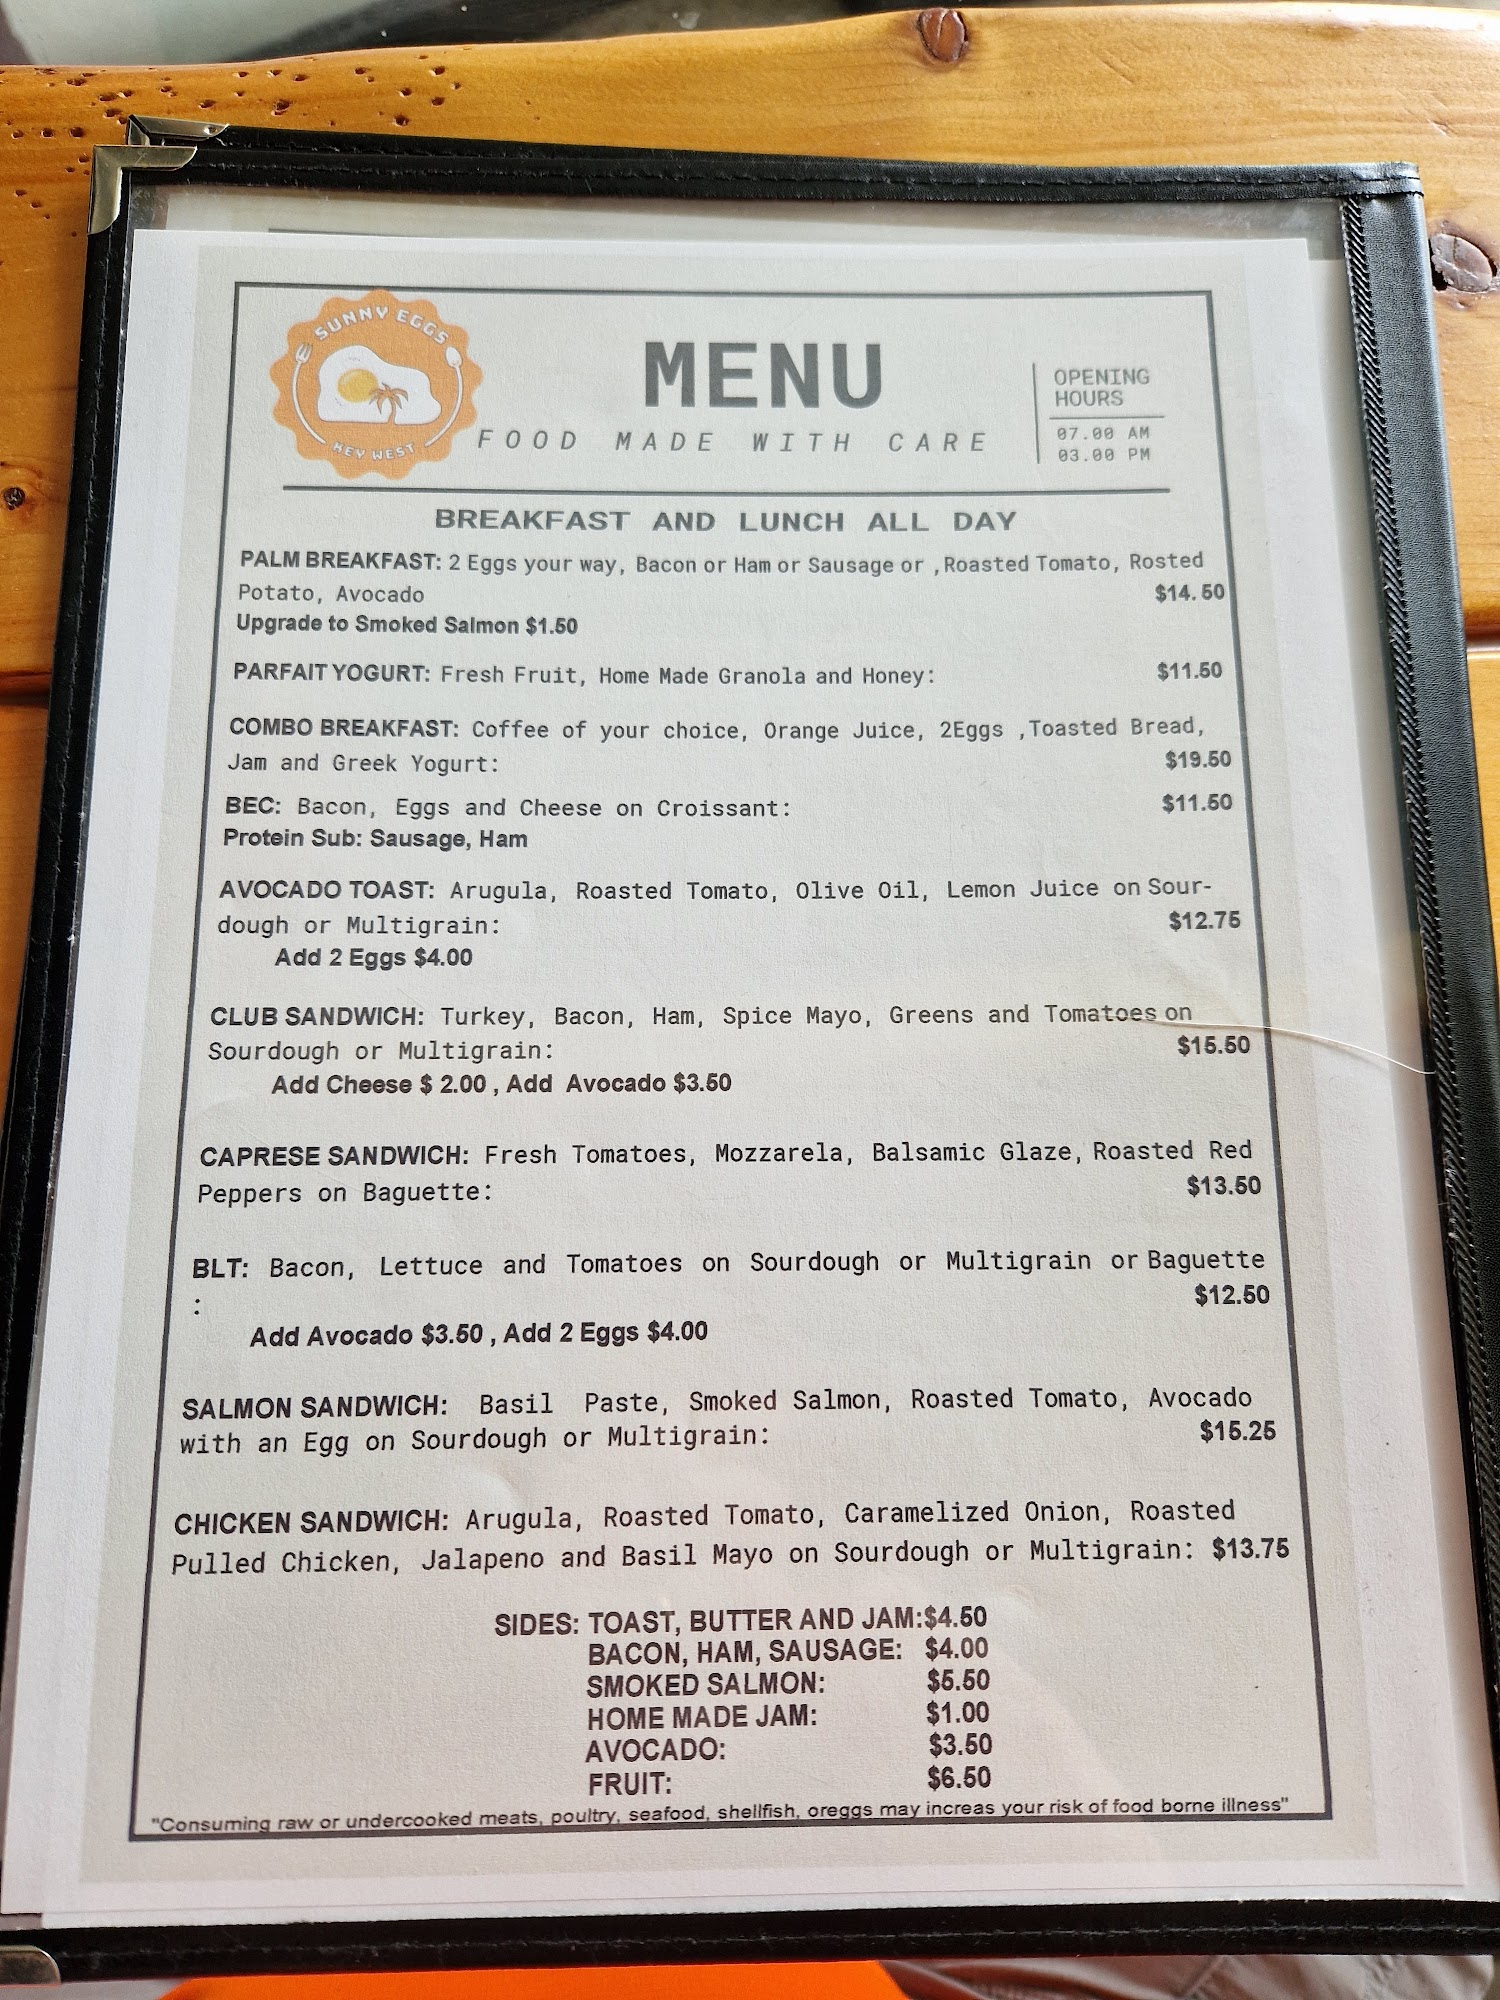 SUNNY EGGS
KEY WEST
MENU
FOOD MADE WITH CARE
OPENING
HOURS
07.00 AM
03.00 PM
BREAKFAST AND LUNCH ALL DAY
PALM BREAKFAST: 2 Eggs your way, Bacon or Ham or Sausage or ,Roasted Tomato, Rosted
Potato, Avocado $14.50
Upgrade to Smoked Salmon $1.50
PARFAIT YOGURT: Fresh Fruit, Home Made Granola and Honey: $11.50
COMBO BREAKFAST: Coffee of your choice, Orange Juice, 2Eggs ,Toasted Bread,
Jam and Greek Yogurt: $19.50
BEC: Bacon, Eggs and Cheese on Croissant: $11.50
Protein Sub: Sausage, Ham
AVOCADO TOAST: Arugula, Roasted Tomato, Olive Oil, Lemon Juice on Sour-
dough or Multigrain: $12.75
Add 2 Eggs $4.00
CLUB SANDWICH: Turkey, Bacon, Ham, Spice Mayo, Greens and Tomatoes on
Sourdough or Multigrain: $15.50
Add Cheese $ 2.00 , Add Avocado $3.50
CAPRESE SANDWICH: Fresh Tomatoes, Mozzarela, Balsamic Glaze, Roasted Red
Peppers on Baguette: $13.50
BLT: Bacon, Lettuce and Tomatoes on Sourdough or Multigrain or Baguette
: $12.50
Add Avocado $3.50 , Add 2 Eggs $4.00
SALMON SANDWICH: Basil Paste, Smoked Salmon, Roasted Tomato, Avocado
with an Egg on Sourdough or Multigrain: $15.25
CHICKEN SANDWICH: Arugula, Roasted Tomato, Caramelized Onion, Roasted
Pulled Chicken, Jalapeno and Basil Mayo on Sourdough or Multigrain: $13.75
SIDES: TOAST, BUTTER AND JAM:$4.50
BACON, HAM, SAUSAGE: $4.00
SMOKED SALMON: $5.50
HOME MADE JAM: $1.00
AVOCADO: $3.50
FRUIT: $6.50
"Consuming raw or undercooked meats, poultry, seafood, shellfish, oreggs may increas your risk of food borne illness"